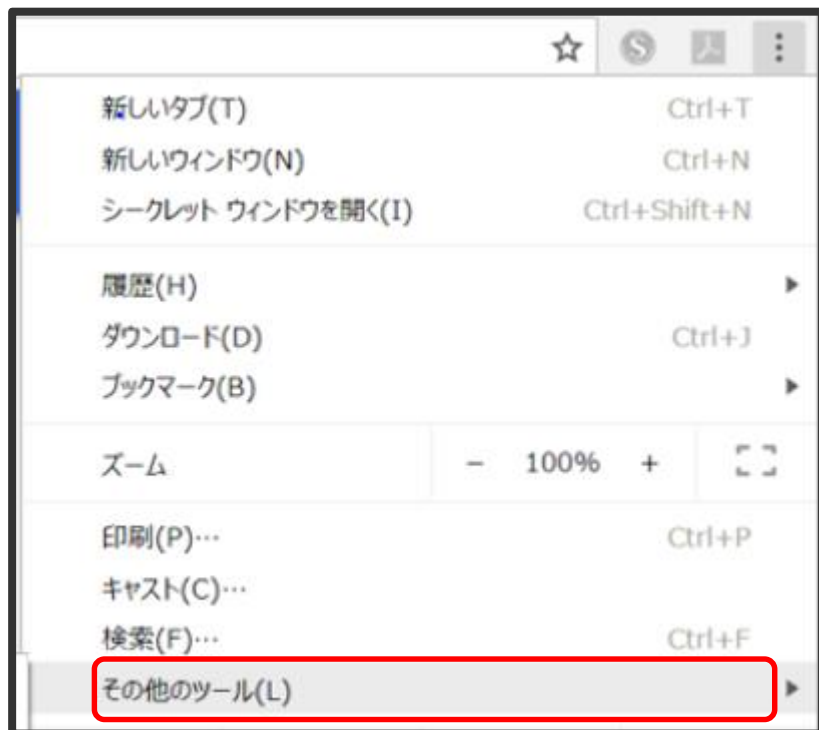 新しいタブ(T) Ctrl+T
新しいウィンドウ(N) Ctrl+N
シークレット ウィンドウを開く(I) Ctrl+Shift+N
履歴(H)
ダウンロード(D) Ctrl+J
ブックマーク(B)
ズーム - 100% +
印刷(P)… Ctrl+P
キャスト(C)…
検索(F)… Ctrl+F
その他のツール(L)